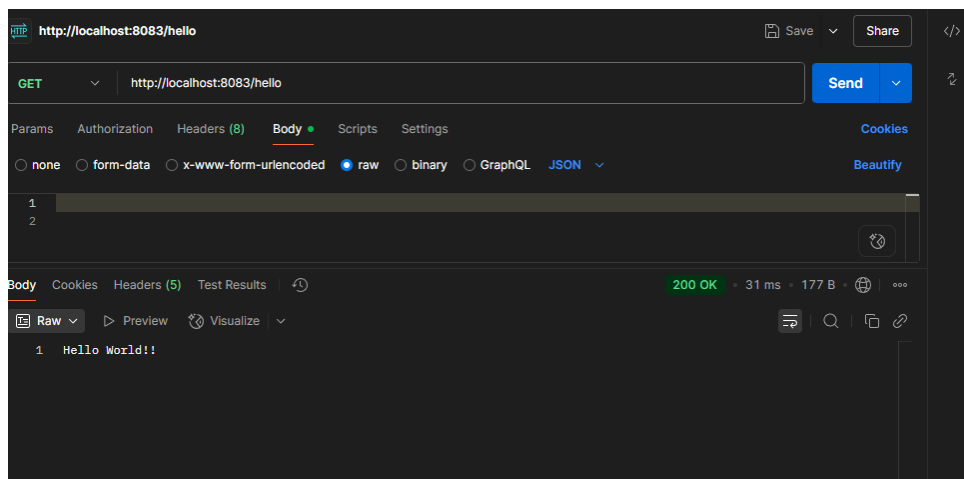 HTTP http://localhost:8083/hello Save Share
GET http://localhost:8083/hello Send
Params Authorization Headers (8) Body Scripts Settings Cookies
none form-data x-www-form-urlencoded raw binary GraphQL JSON Beautify
1
2
Body Cookies Headers (5) Test Results 200 OK 31 ms 177 B
Raw Preview Visualize
1 Hello World!!